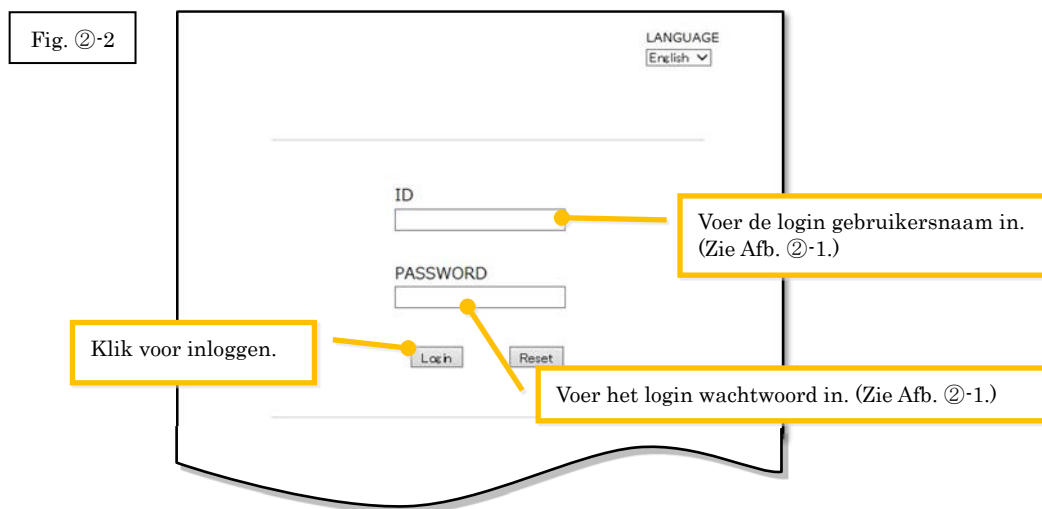 Fig. ②-2
LANGUAGE
English
ID
Voer de login gebruikersnaam in.
(Zie Afb. ②-1.)
PASSWORD
Klik voor inloggen.
Login
Reset
Voer het login wachtwoord in. (Zie Afb. ②-1.)